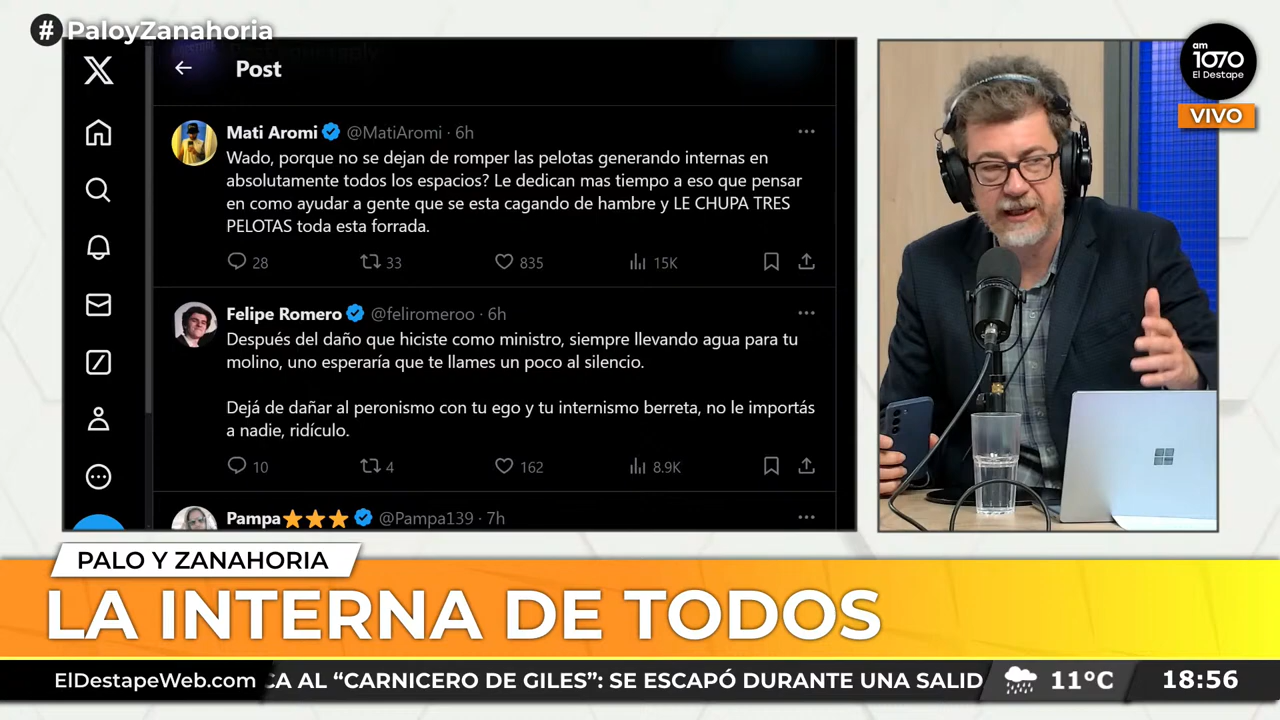 # PaloyZanahoria
Post
Mati Aromi @MatiAromi · 6h
Wado, porque no se dejan de romper las pelotas generando internas en
absolutamente todos los espacios? Le dedican mas tiempo a eso que pensar
en como ayudar a gente que se esta cagando de hambre y LE CHUPA TRES
PELOTAS toda esta forrada.
28 33 835 15K
Felipe Romero @feliromeroo · 6h
Después del daño que hiciste como ministro, siempre llevando agua para tu
molino, uno esperaría que te llames un poco al silencio.
Dejá de dañar al peronismo con tu ego y tu internismo berreta, no le importás
a nadie, ridículo.
10 4 162 8.9K
Pampa⭐⭐⭐ @Pampa139 · 7h
am
1070
El Destape
VIVO
PALO Y ZANAHORIA
LA INTERNA DE TODOS
ElDestapeWeb.com
CA AL “CARNICERO DE GILES”: SE ESCAPÓ DURANTE UNA SALID
11°C
18:56